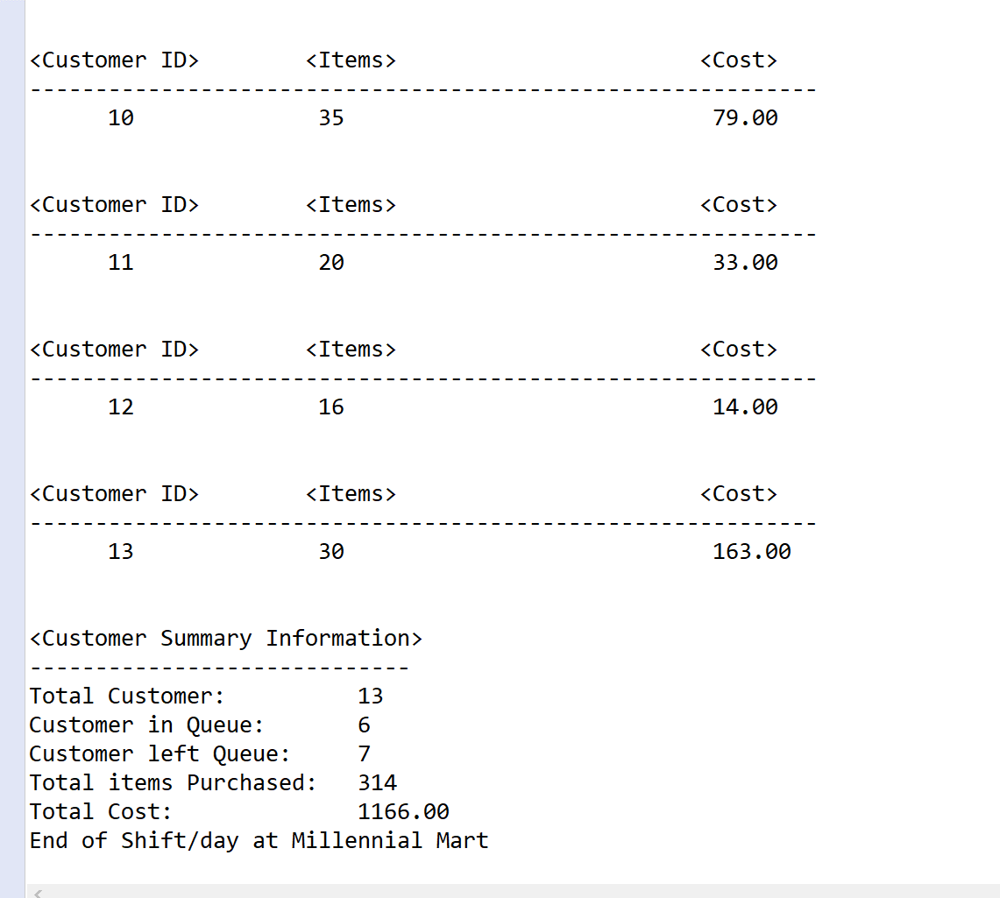 <Customer ID> <Items> <Cost>
------------------------------------------------------------
10 35 79.00
<Customer ID> <Items> <Cost>
------------------------------------------------------------
11 20 33.00
<Customer ID> <Items> <Cost>
------------------------------------------------------------
12 16 14.00
<Customer ID> <Items> <Cost>
------------------------------------------------------------
13 30 163.00
<Customer Summary Information>
-----------------------------
Total Customer: 13
Customer in Queue: 6
Customer left Queue: 7
Total items Purchased: 314
Total Cost: 1166.00
End of Shift/day at Millennial Mart